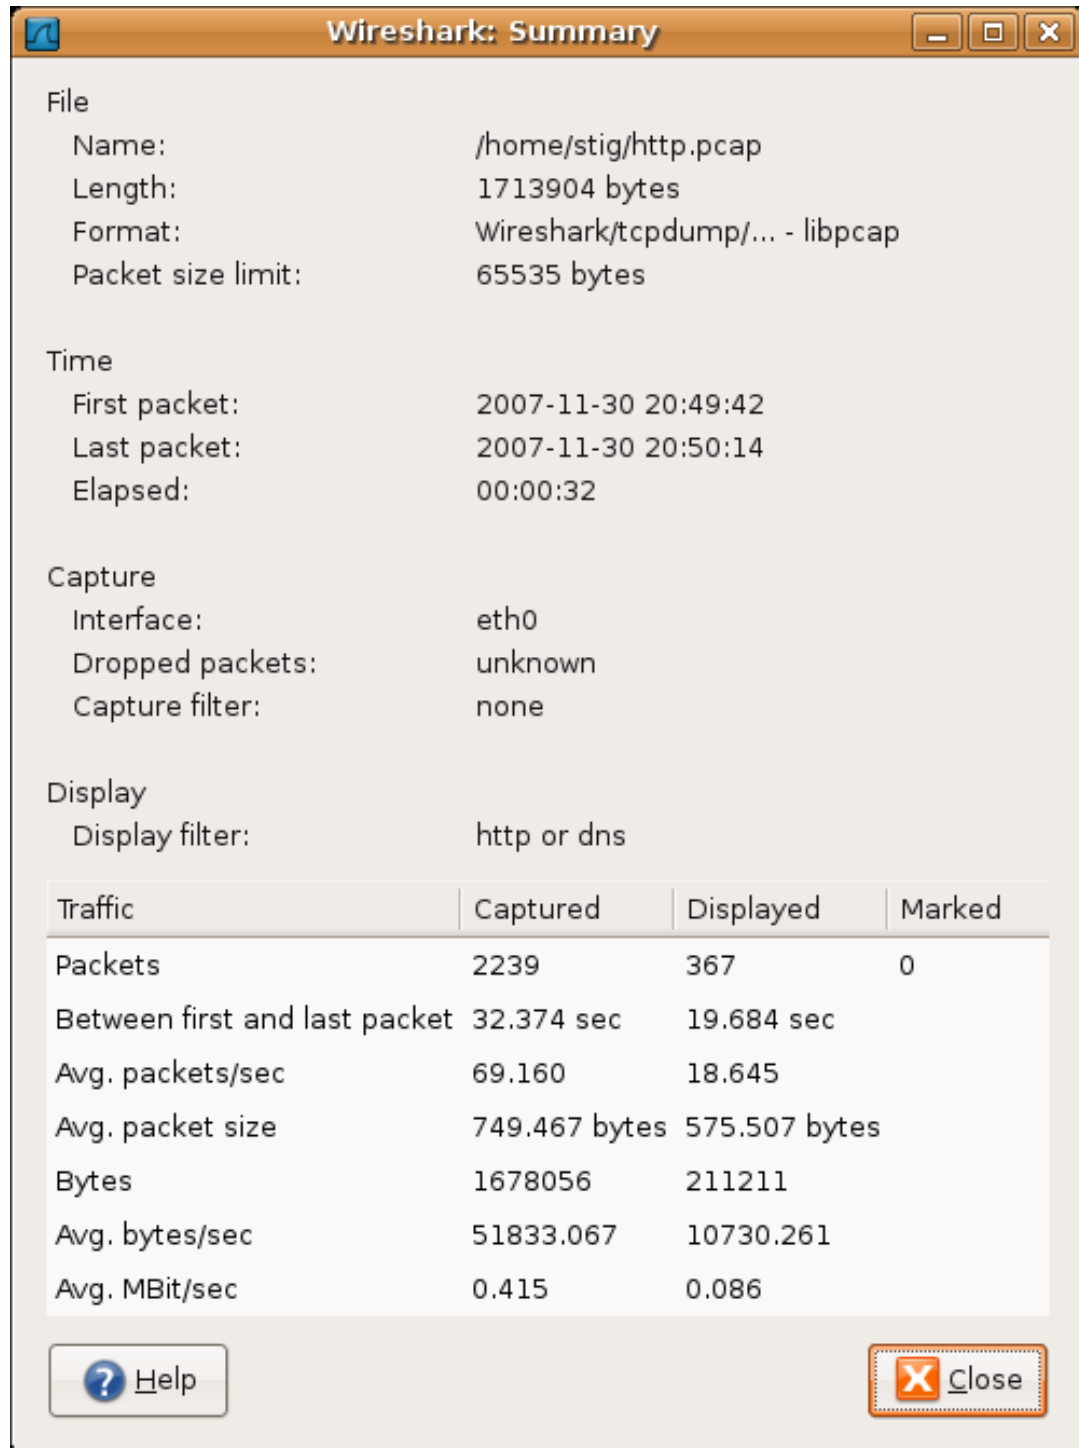 Wireshark: Summary
File
Name: /home/stig/http.pcap
Length: 1713904 bytes
Format: Wireshark/tcpdump/... - libpcap
Packet size limit: 65535 bytes
Time
First packet: 2007-11-30 20:49:42
Last packet: 2007-11-30 20:50:14
Elapsed: 00:00:32
Capture
Interface: eth0
Dropped packets: unknown
Capture filter: none
Display
Display filter: http or dns
Traffic Captured Displayed Marked
Packets 2239 367 0
Between first and last packet 32.374 sec 19.684 sec
Avg. packets/sec 69.160 18.645
Avg. packet size 749.467 bytes 575.507 bytes
Bytes 1678056 211211
Avg. bytes/sec 51833.067 10730.261
Avg. MBit/sec 0.415 0.086
Help Close